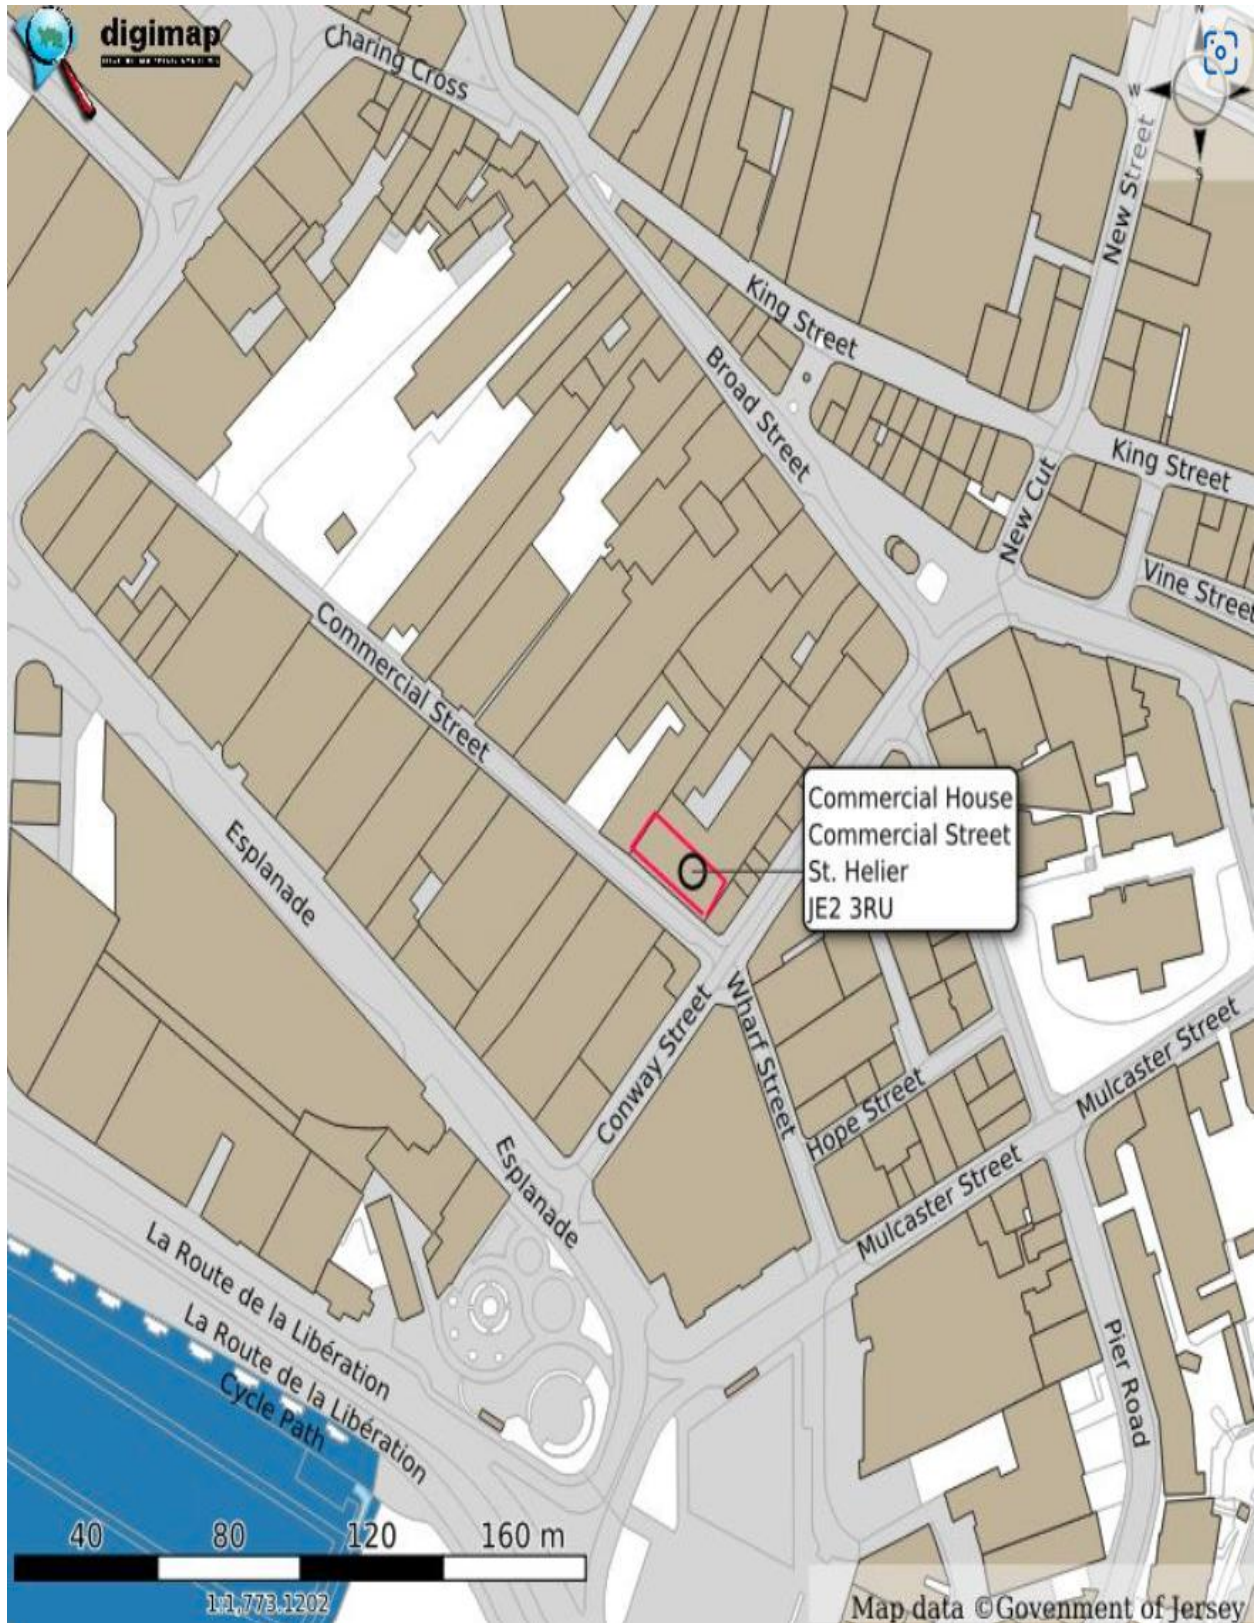 digimap
Charing Cross
N
W
S
New Street
King Street
Broad Street
King Street
New Cut
Vine Street
Commercial Street
Commercial House
Commercial Street
St. Helier
JE2 3RU
Esplanade
Conway Street
Wharf Street
Hope Street
Mulcaster Street
Mulcaster Street
Esplanade
La Route de la Libération
La Route de la Libération
Cycle Path
Pier Road
40 80 120 160 m
1:1,773.1202
Map data ©Govenment of Jersey